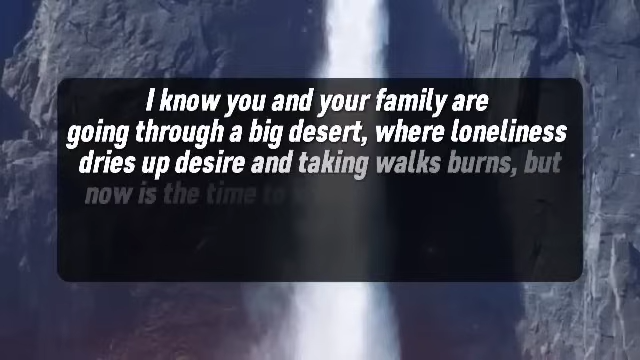 I know you and your family are
going through a big desert, where loneliness
dries up desire and taking walks burns, but
now is the time to